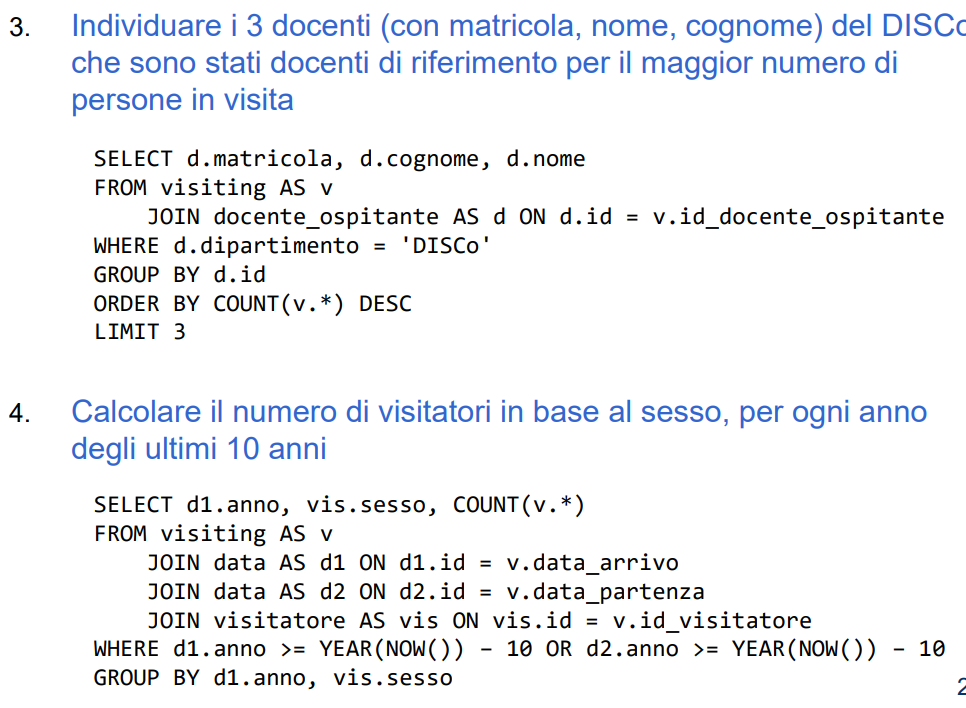 3. Individuare i 3 docenti (con matricola, nome, cognome) del DISCo
che sono stati docenti di riferimento per il maggior numero di
persone in visita
SELECT d.matricola, d.cognome, d.nome
FROM visiting AS v
JOIN docente_ospitante AS d ON d.id = v.id_docente_ospitante
WHERE d.dipartimento = 'DISCo'
GROUP BY d.id
ORDER BY COUNT(v.*) DESC
LIMIT 3
4. Calcolare il numero di visitatori in base al sesso, per ogni anno
degli ultimi 10 anni
SELECT d1.anno, vis.sesso, COUNT(v.*)
FROM visiting AS v
JOIN data AS d1 ON d1.id = v.data_arrivo
JOIN data AS d2 ON d2.id = v.data_partenza
JOIN visitatore AS vis ON vis.id = v.id_visitatore
WHERE d1.anno >= YEAR(NOW()) - 10 OR d2.anno >= YEAR(NOW()) - 10
GROUP BY d1.anno, vis.sesso